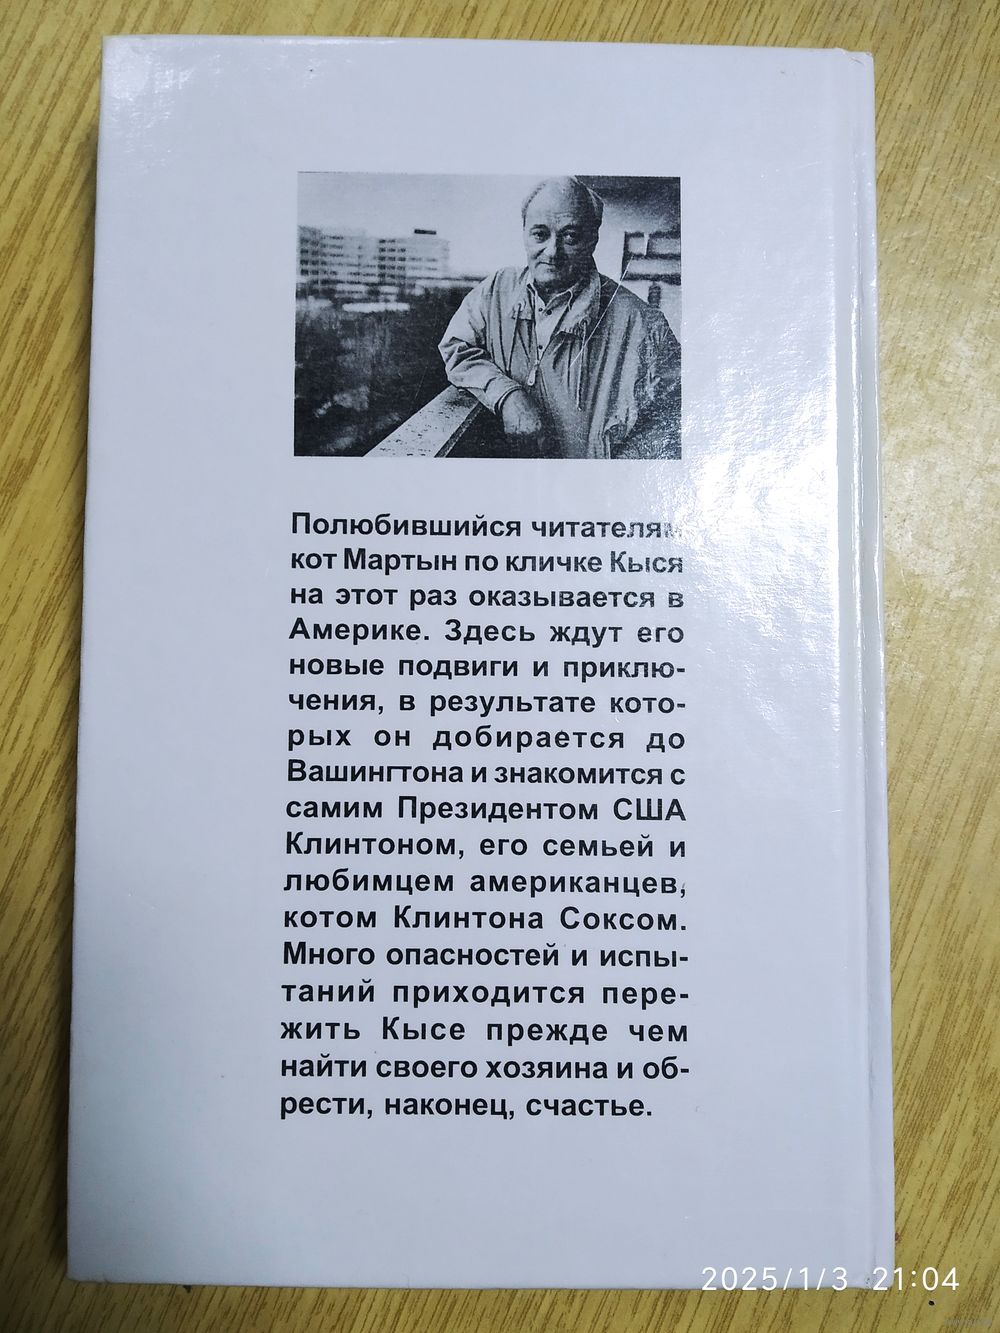 Полюбившийся читателям
кот Мартын по кличке Кыся
на этот раз оказывается в
Америке. Здесь ждут его
новые подвиги и приклю-
чения, в результате кото-
рых он добирается до
Вашингтона и знакомится с
самим Президентом США
Клинтоном, его семьей и
любимцем американцев,
котом Клинтона Соксом.
Много опасностей и испы-
таний приходится пере-
жить Кысе прежде чем
найти своего хозяина и об-
рести, наконец, счастье.
2025/1/3 21:04